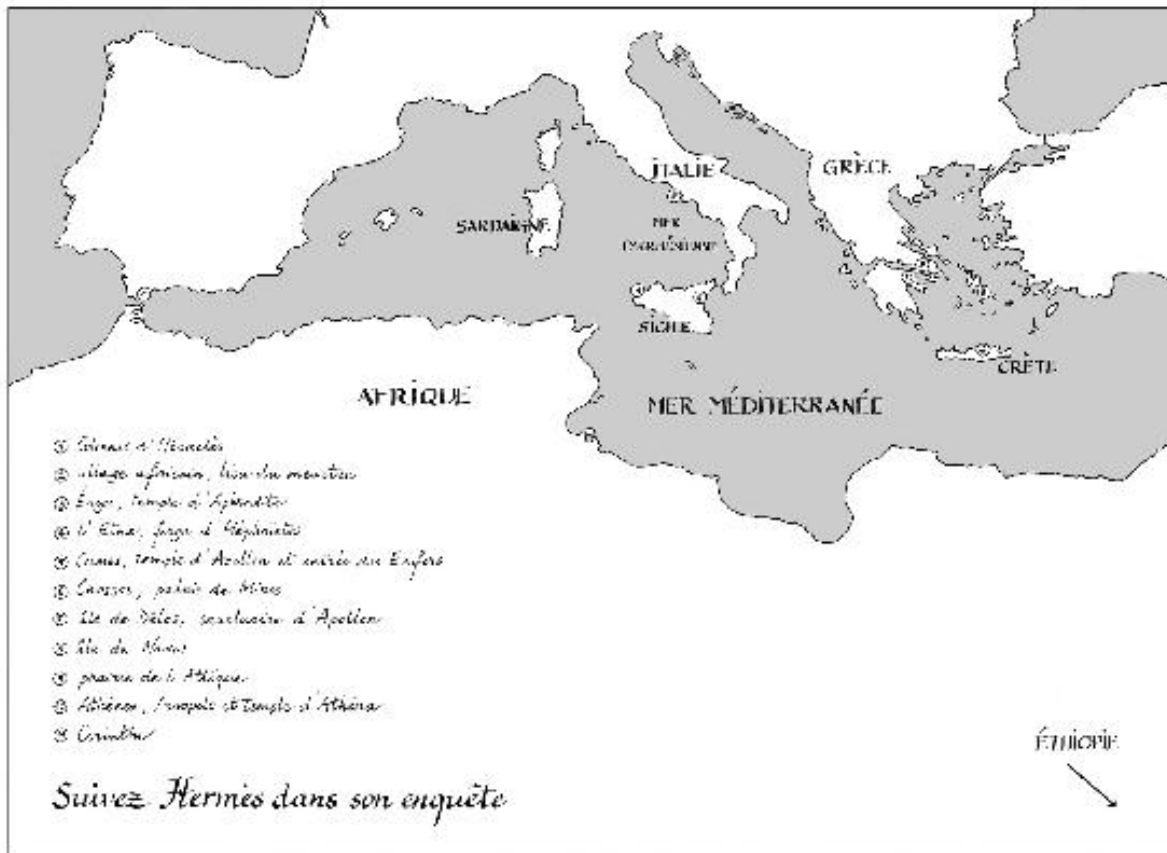 ITALIE
GRÈCE
SARDAIGNE
MER
SICILE
CRÈTE
AFRIQUE
MER MÉDITERRANÉE
① d'Héraclès
② village africain, lieu du
③ Éryx, temple d'Aphrodite
④ l'Etna, forge d'Héphaïstos
⑤ Cumes, temple d'Apollon et entrée des Enfers
⑥ Cnossos, palais de Minos
⑦ île de Délos, sanctuaire d'Apollon
⑧ île de Naxos
⑨ prairie de l'Attique
⑩ Athènes, et temple d'Athéna
⑪ Corinthe
ÉTHIOPIE
Suivez Hermès dans son enquête